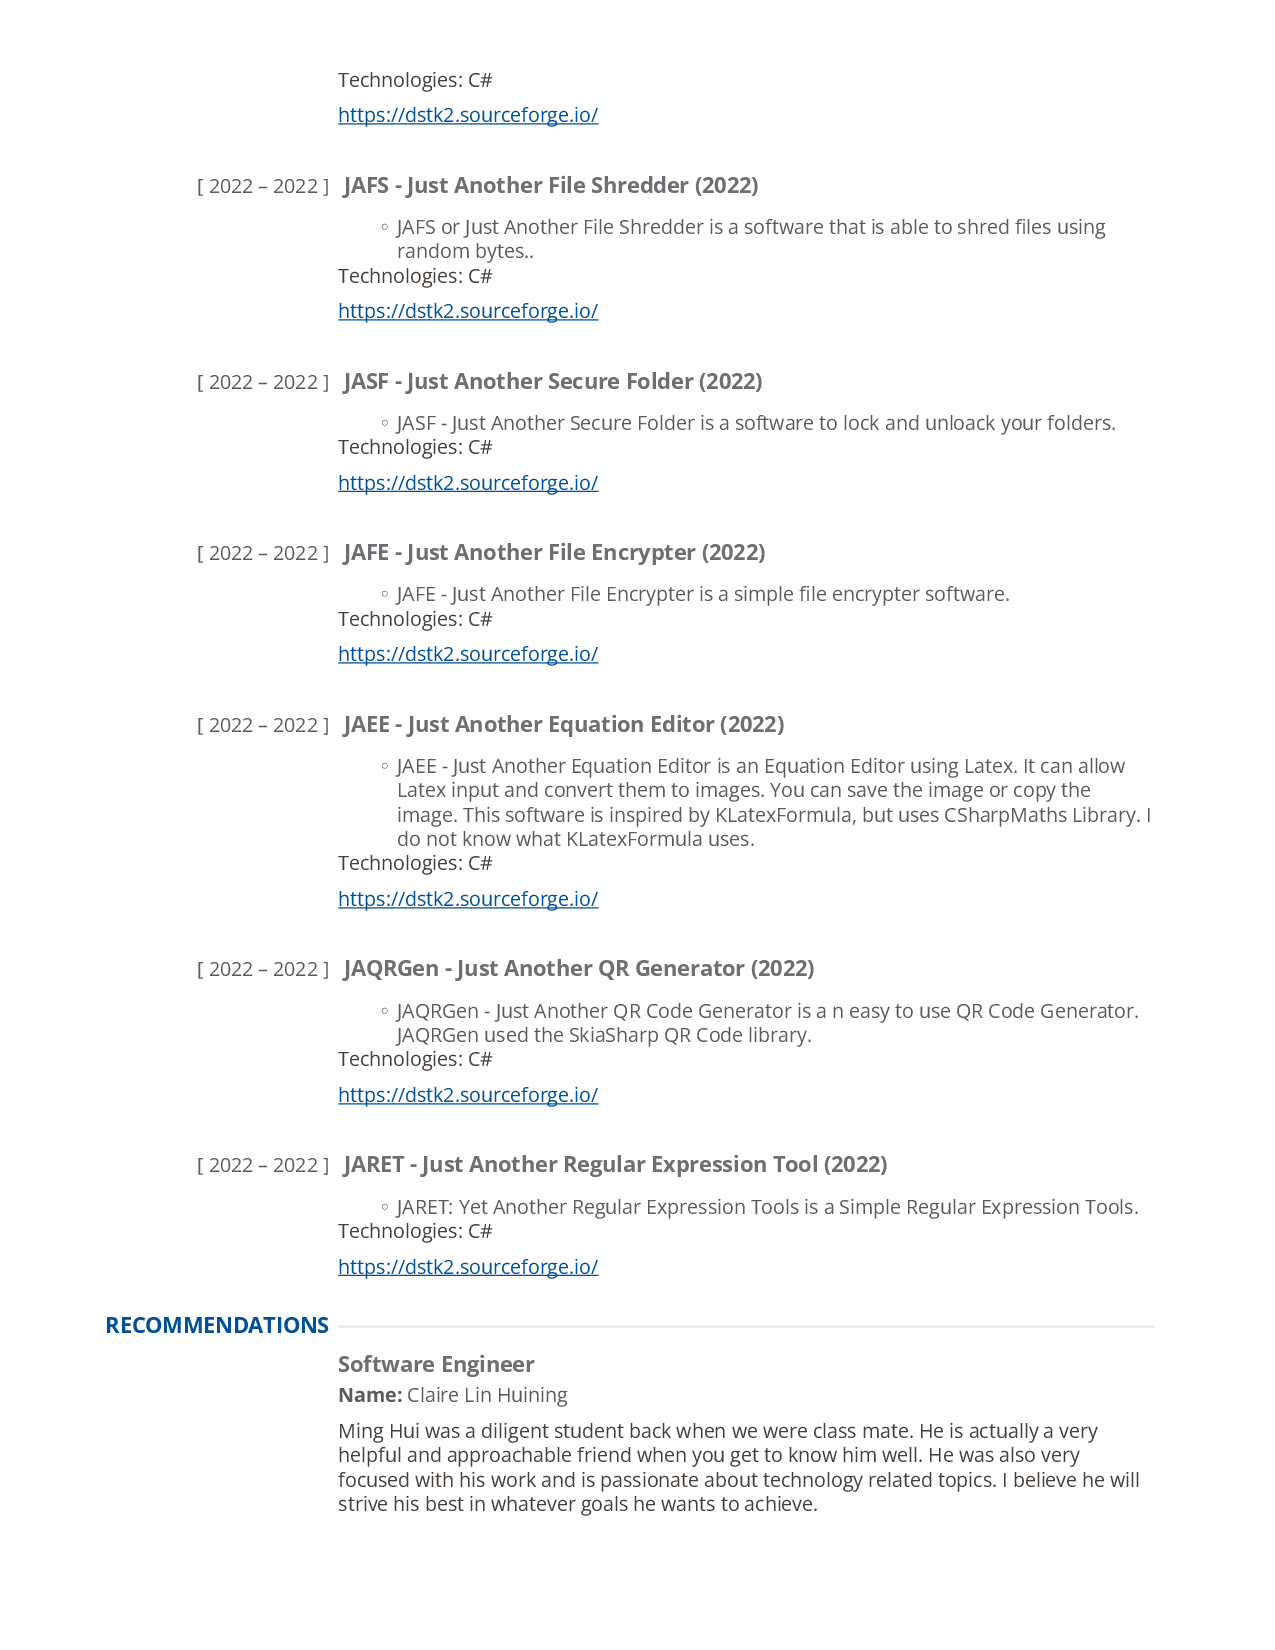 Technologies: C#
https://dstk2.sourceforge.io/
[ 2022 – 2022 ] JAFS - Just Another File Shredder (2022)
◦ JAFS or Just Another File Shredder is a software that is able to shred files using
random bytes..
Technologies: C#
https://dstk2.sourceforge.io/
[ 2022 – 2022 ] JASF - Just Another Secure Folder (2022)
◦ JASF - Just Another Secure Folder is a software to lock and unloack your folders.
Technologies: C#
https://dstk2.sourceforge.io/
[ 2022 – 2022 ] JAFE - Just Another File Encrypter (2022)
◦ JAFE - Just Another File Encrypter is a simple file encrypter software.
Technologies: C#
https://dstk2.sourceforge.io/
[ 2022 – 2022 ] JAEE - Just Another Equation Editor (2022)
◦ JAEE - Just Another Equation Editor is an Equation Editor using Latex. It can allow
Latex input and convert them to images. You can save the image or copy the
image. This software is inspired by KLatexFormula, but uses CSharpMaths Library. I
do not know what KLatexFormula uses.
Technologies: C#
https://dstk2.sourceforge.io/
[ 2022 – 2022 ] JAQRGen - Just Another QR Generator (2022)
◦ JAQRGen - Just Another QR Code Generator is a n easy to use QR Code Generator.
JAQRGen used the SkiaSharp QR Code library.
Technologies: C#
https://dstk2.sourceforge.io/
[ 2022 – 2022 ] JARET - Just Another Regular Expression Tool (2022)
◦ JARET: Yet Another Regular Expression Tools is a Simple Regular Expression Tools.
Technologies: C#
https://dstk2.sourceforge.io/
RECOMMENDATIONS
Software Engineer
Name: Claire Lin Huining
Ming Hui was a diligent student back when we were class mate. He is actually a very
helpful and approachable friend when you get to know him well. He was also very
focused with his work and is passionate about technology related topics. I believe he will
strive his best in whatever goals he wants to achieve.